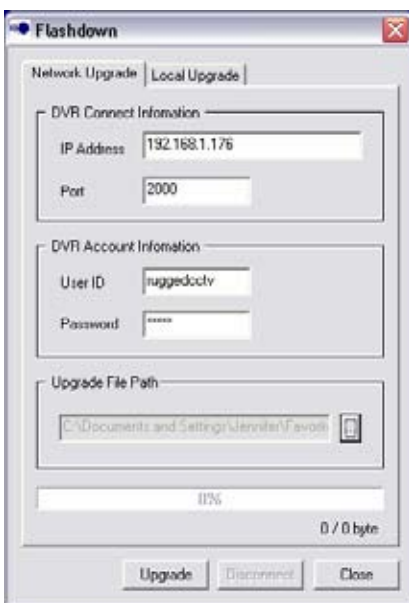 Flashdown
Network Upgrade Local Upgrade
DVR Connect Infomation
IP Address 192.168.1.176
Port 2000
DVR Account Infomation
User ID ruggedcctv
Password *****
Upgrade File Path
C:\Documents and Settings\Jennifer\Favorit
0%
0 / 0 byte
Upgrade Disconnect Close